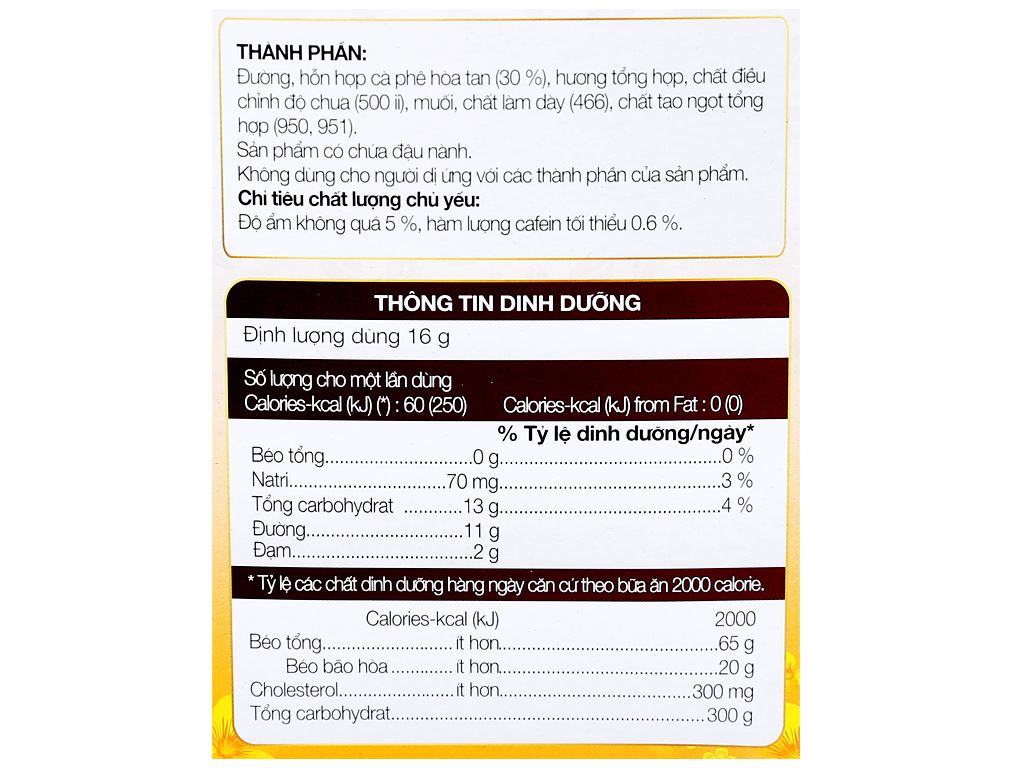 THÀNH PHẦN:
Đường, hỗn hợp cà phê hòa tan (30 %), hương tổng hợp, chất điều
chỉnh độ chua (500 ii), muối, chất làm dày (466), chất tạo ngọt tổng
hợp (950, 951).
Sản phẩm có chứa đậu nành.
Không dùng cho người dị ứng với các thành phần của sản phẩm.
Chỉ tiêu chất lượng chủ yếu:
Độ ẩm không quá 5 %, hàm lượng cafein tối thiểu 0.6 %.
THÔNG TIN DINH DƯỠNG
Định lượng dùng 16 g
Số lượng cho một lần dùng
Calories-kcal (kJ) (*) : 60 (250) Calories-kcal (kJ) from Fat : 0 (0)
% Tỷ lệ dinh dưỡng/ngày*
Béo tổng........................0 g........................................0 %
Natri..........................70 mg........................................3 %
Tổng carbohydrat ............13 g........................................4 %
Đường...........................11 g
Đạm...............................2 g
* Tỷ lệ các chất dinh dưỡng hàng ngày căn cứ theo bữa ăn 2000 calorie.
Calories-kcal (kJ) 2000
Béo tổng........................ít hơn........................................65 g
Béo bão hòa ............ít hơn........................................20 g
Cholesterol.....................ít hơn....................................300 mg
Tổng carbohydrat........................................................300 g